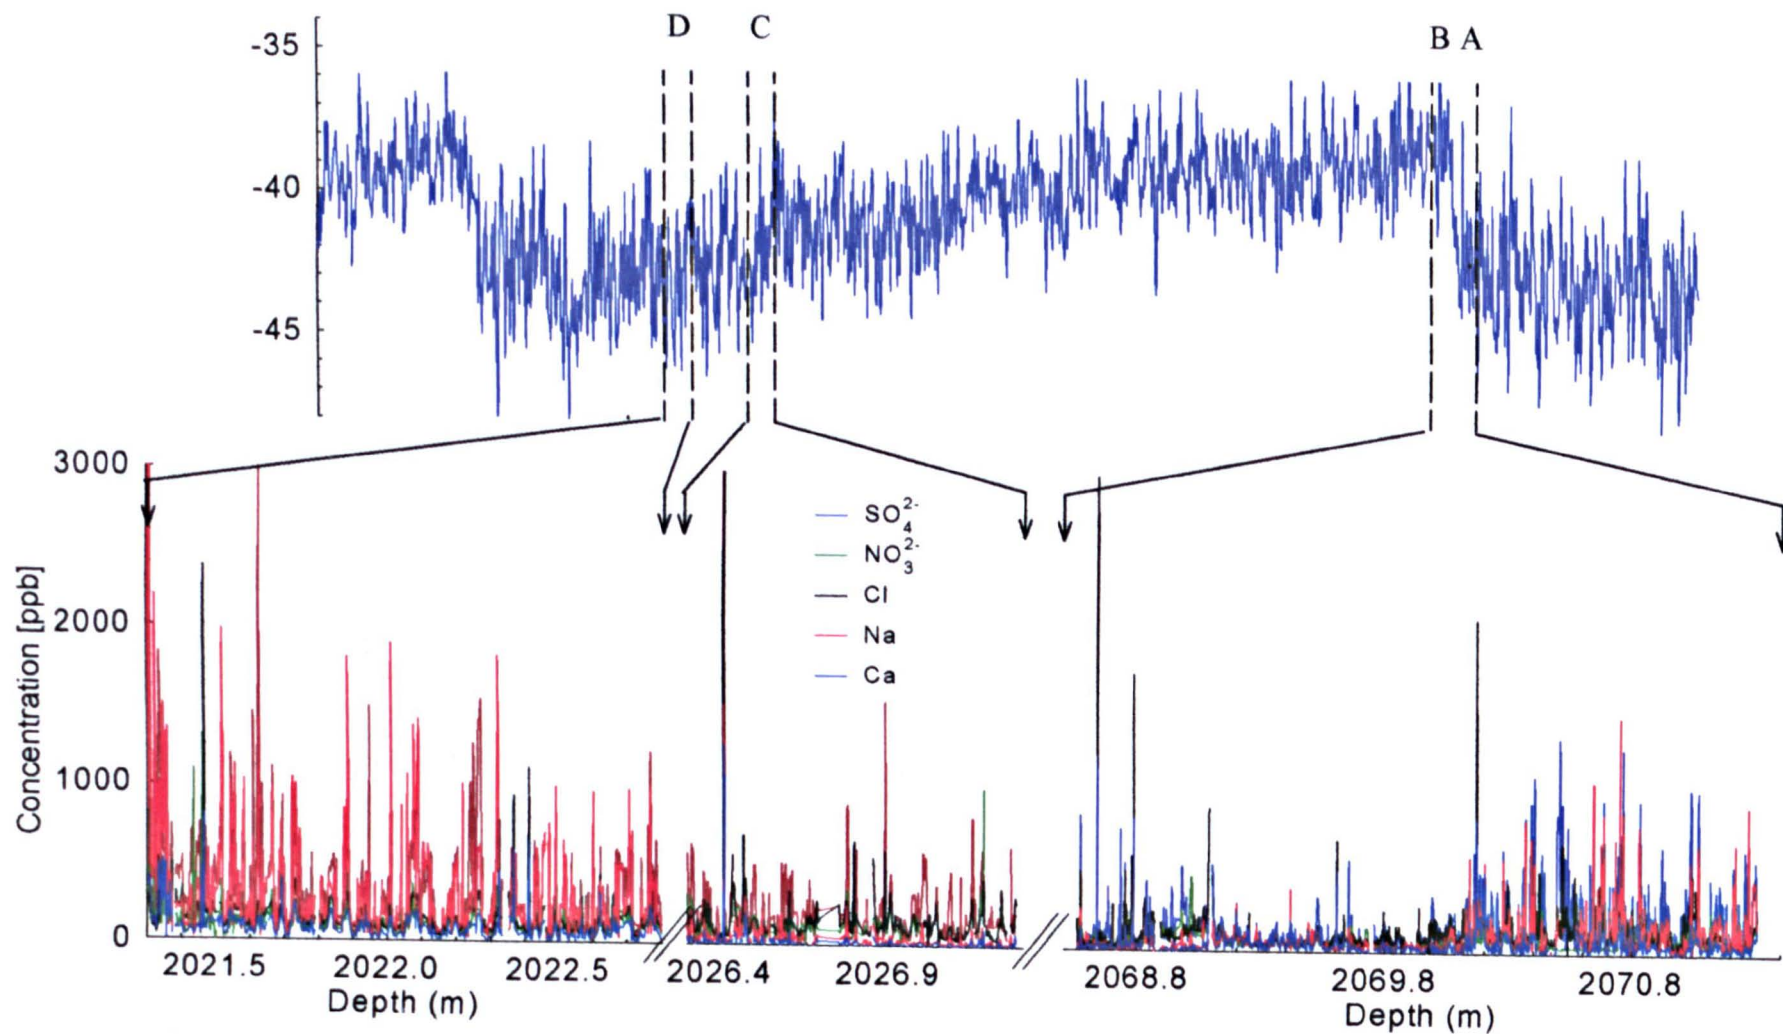 D C B A
-35
-40
-45
3000
2000
1000
0
Concentration [ppb]
SO₄²⁻
NO₃²⁻
Cl
Na
Ca
2021.5 2022.0 2022.5 2026.4 2026.9 2068.8 2069.8 2070.8
Depth (m) Depth (m)